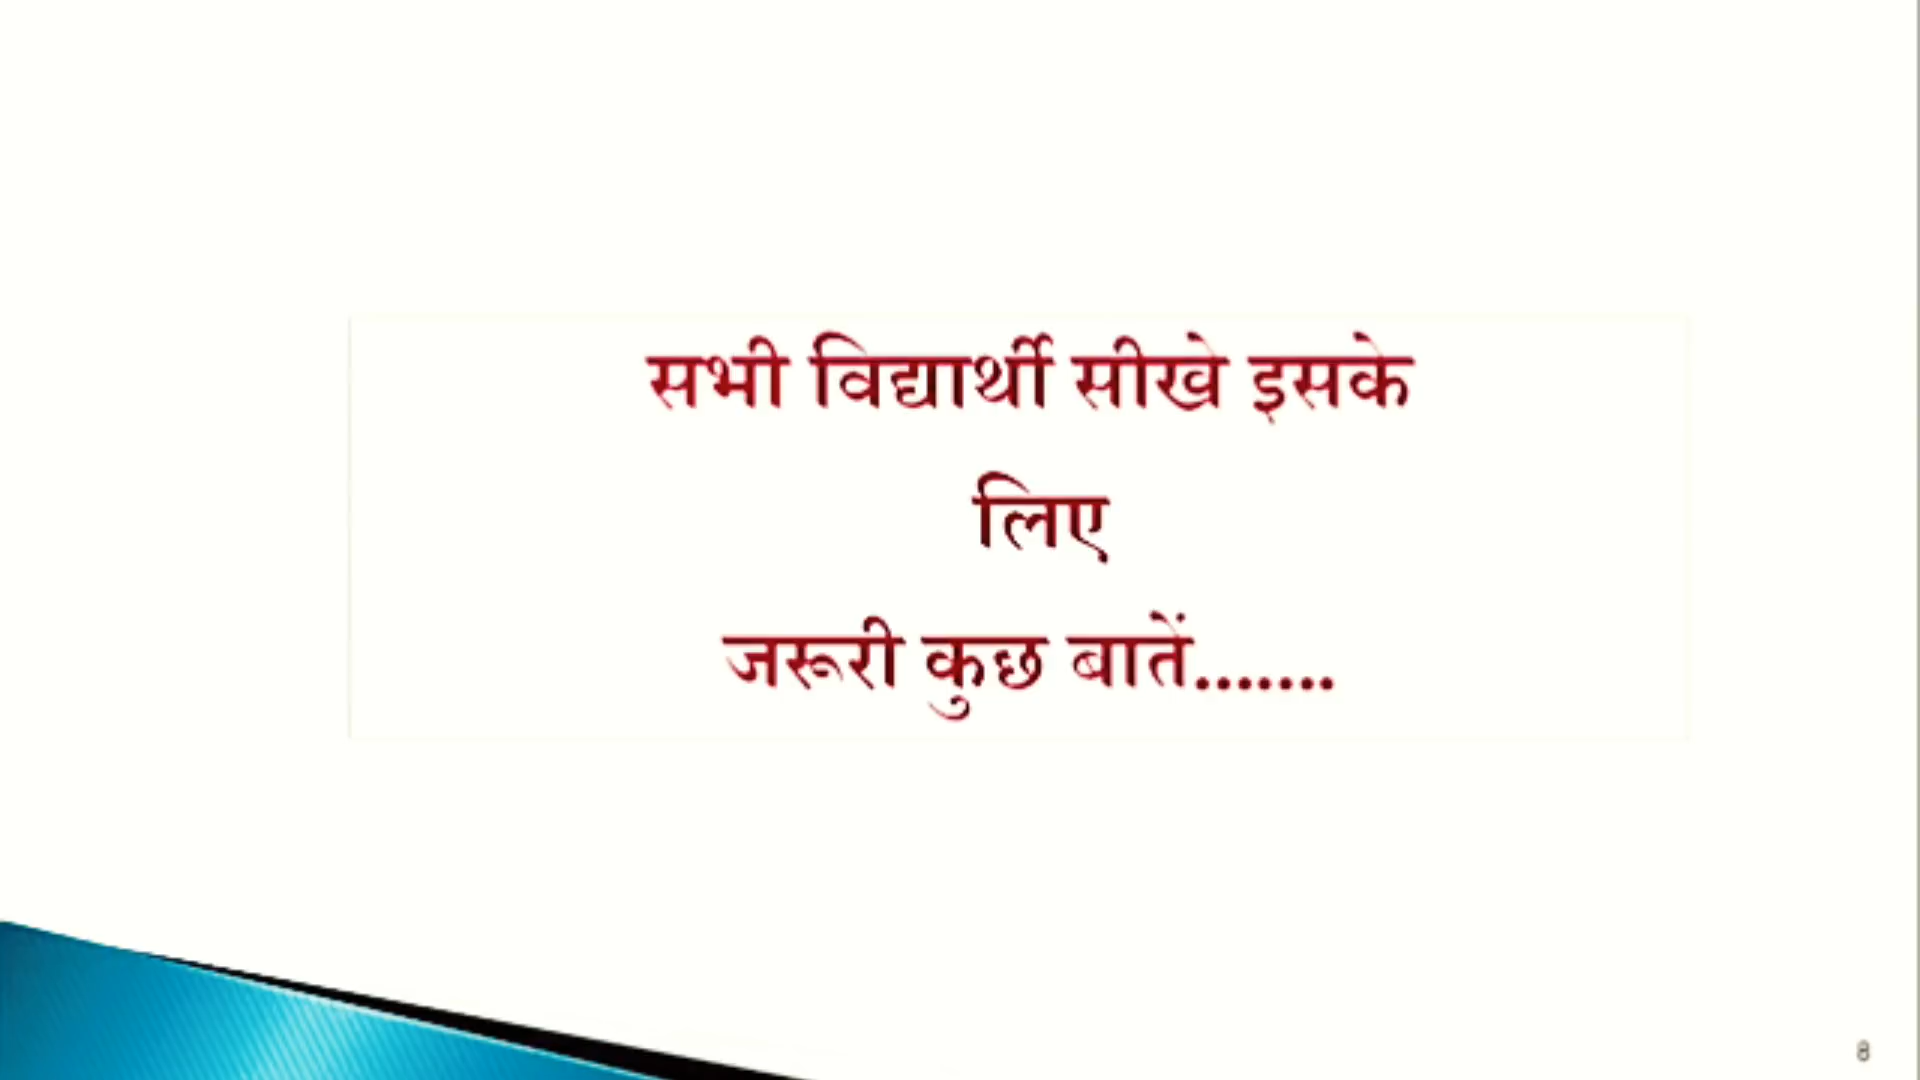 सभी विद्यार्थी सीखे इसके
लिए
जरूरी कुछ बातें.......
8